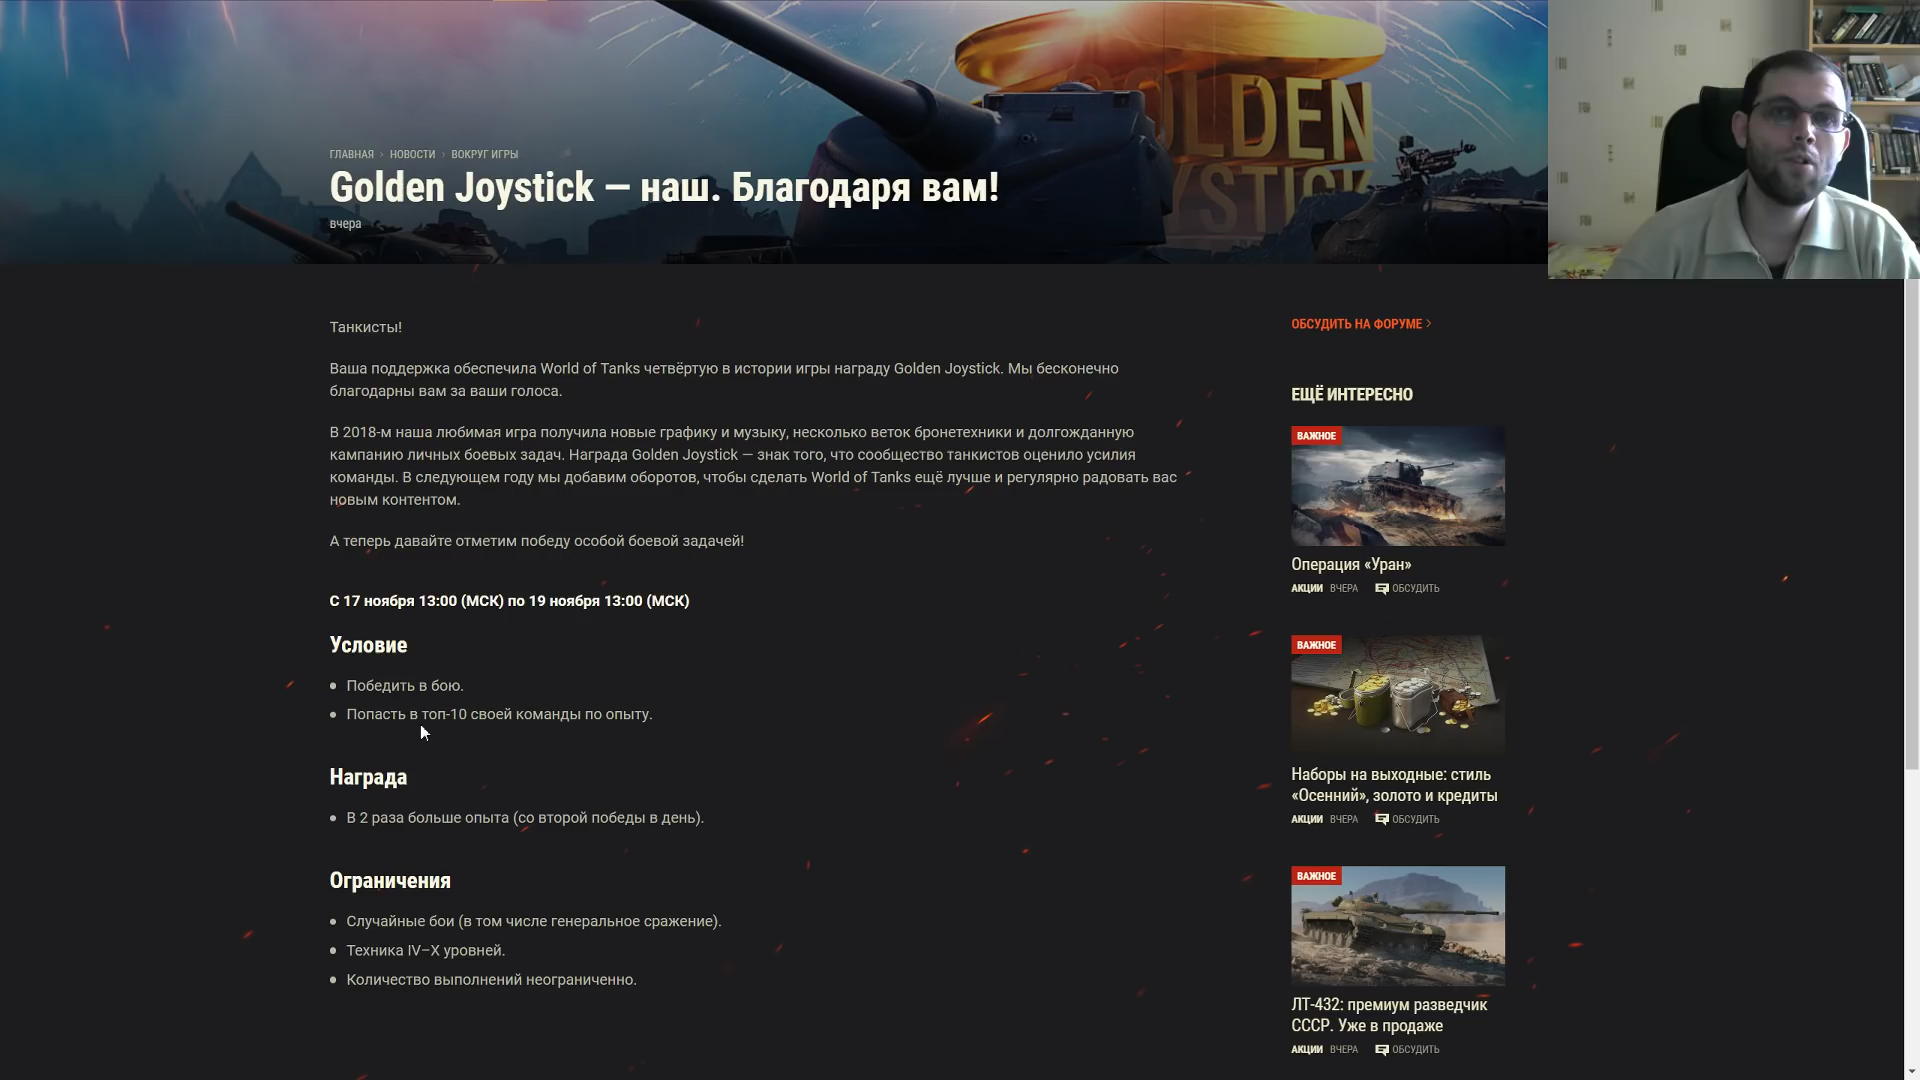 GOLDEN
JOYSTICK
ГЛАВНАЯ › НОВОСТИ › ВОКРУГ ИГРЫ
Golden Joystick — наш. Благодаря вам!
вчера
Танкисты!
Ваша поддержка обеспечила World of Tanks четвёртую в истории игры награду Golden Joystick. Мы бесконечно
благодарны вам за ваши голоса.
В 2018-м наша любимая игра получила новые графику и музыку, несколько веток бронетехники и долгожданную
кампанию личных боевых задач. Награда Golden Joystick — знак того, что сообщество танкистов оценило усилия
команды. В следующем году мы добавим оборотов, чтобы сделать World of Tanks ещё лучше и регулярно радовать вас
новым контентом.
А теперь давайте отметим победу особой боевой задачей!
С 17 ноября 13:00 (МСК) по 19 ноября 13:00 (МСК)
Условие
Победить в бою.
Попасть в топ-10 своей команды по опыту.
Награда
В 2 раза больше опыта (со второй победы в день).
Ограничения
Случайные бои (в том числе генеральное сражение).
Техника IV–X уровней.
Количество выполнений неограниченно.
ОБСУДИТЬ НА ФОРУМЕ
ЕЩЁ ИНТЕРЕСНО
ВАЖНОЕ
Операция «Уран»
АКЦИИ ВЧЕРА ОБСУДИТЬ
ВАЖНОЕ
Наборы на выходные: стиль
«Осенний», золото и кредиты
АКЦИИ ВЧЕРА ОБСУДИТЬ
ВАЖНОЕ
ЛТ-432: премиум разведчик
СССР. Уже в продаже
АКЦИИ ВЧЕРА ОБСУДИТЬ